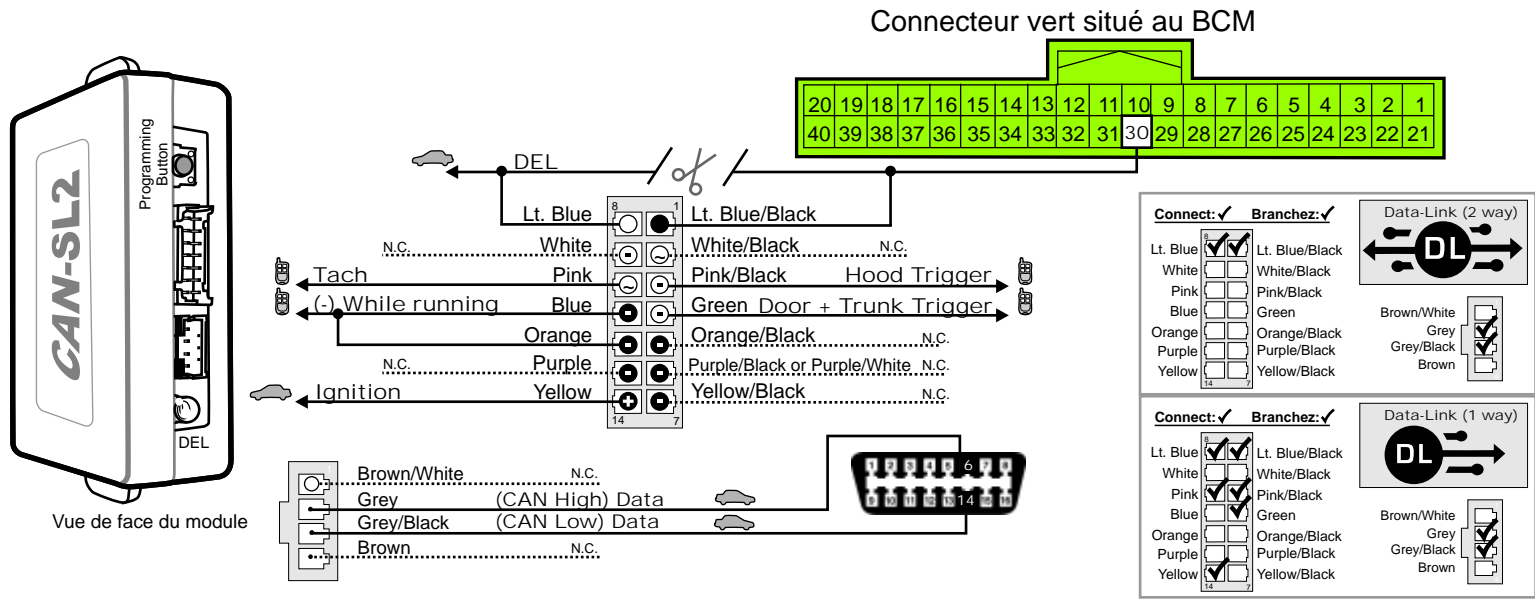 Connecteur vert situé au BCM
20 19 18 17 16 15 14 13 12 11 10 9 8 7 6 5 4 3 2 1
40 39 38 37 36 35 34 33 32 31 30 29 28 27 26 25 24 23 22 21
CAN-SL2
Programming
Button
DEL
Vue de face du module
DEL
8 1
Lt. Blue Lt. Blue/Black
N.C. White White/Black N.C.
Tach Pink Pink/Black Hood Trigger
(-) While running Blue Green Door + Trunk Trigger
Orange Orange/Black N.C.
N.C. Purple Purple/Black or Purple/White N.C.
Ignition Yellow Yellow/Black N.C.
14 7
Brown/White N.C.
Grey (CAN High) Data
Grey/Black (CAN Low) Data
Brown N.C.
1 2 3 4 5 6 7 8
9 10 11 12 13 14 15 16
Connect: ✓ Branchez: ✓
8
Lt. Blue Lt. Blue/Black
White White/Black
Pink Pink/Black
Blue Green
Orange Orange/Black
Purple Purple/Black
Yellow Yellow/Black
14 7
Data-Link (2 way)
DL
Brown/White
Grey
Grey/Black
Brown
Connect: ✓ Branchez: ✓
8
Lt. Blue Lt. Blue/Black
White White/Black
Pink Pink/Black
Blue Green
Orange Orange/Black
Purple Purple/Black
Yellow Yellow/Black
14 7
Data-Link (1 way)
DL
Brown/White
Grey
Grey/Black
Brown